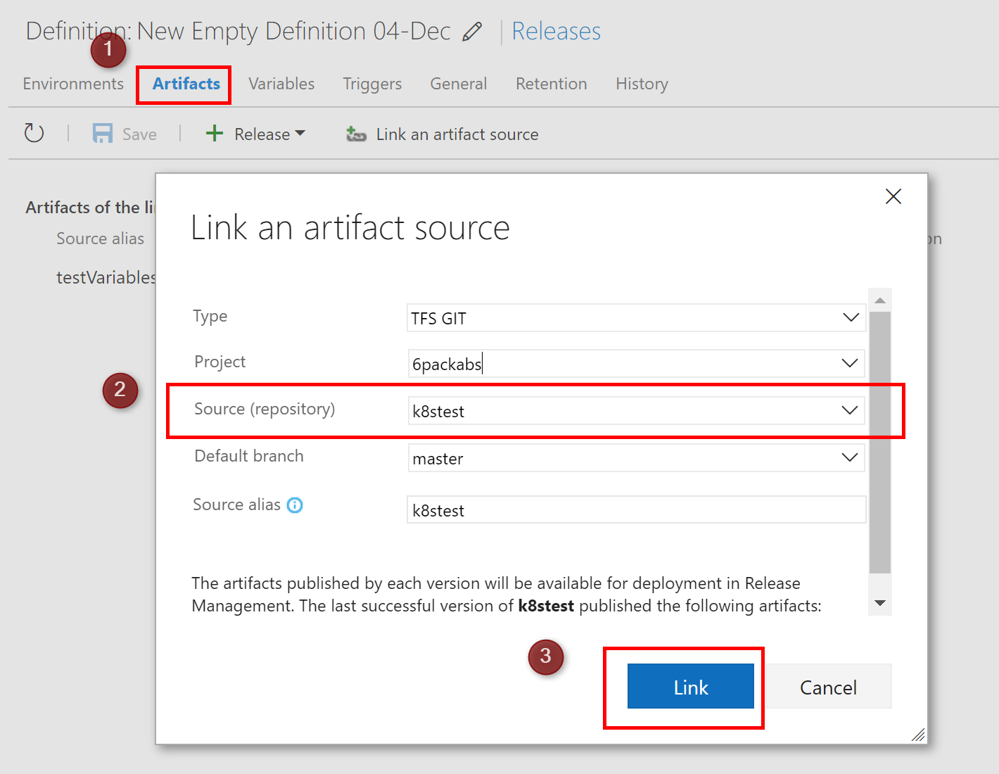 Definition: New Empty Definition 04-Dec Releases
1
Environments Artifacts Variables Triggers General Retention History
Save Release Link an artifact source
Artifacts of the li
Source alias on
testVariables
Link an artifact source
Type TFS GIT
Project 6packabs
2
Source (repository) k8stest
Default branch master
Source alias k8stest
The artifacts published by each version will be available for deployment in Release
Management. The last successful version of k8stest published the following artifacts:
3
Link Cancel